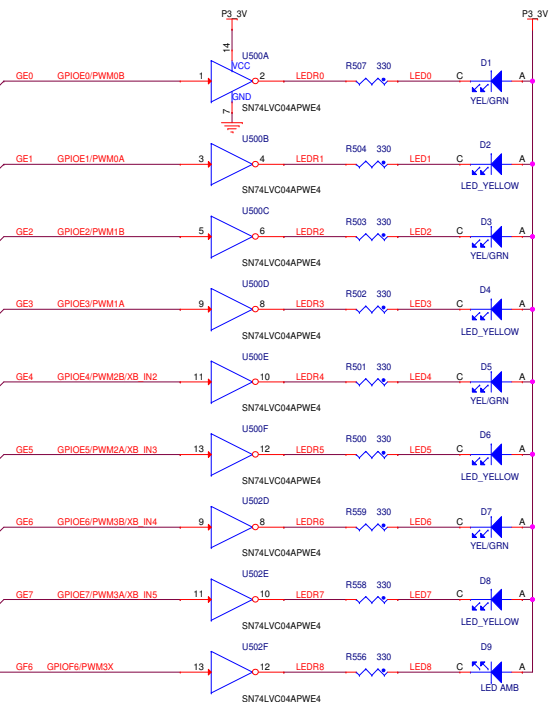 P3_3V P3_3V
14
U500A
VCC
R507 330 D1
GE0 GPIOE0/PWM0B 1 2 LEDR0 LED0 C A
GND
YEL/GRN
7
SN74LVC04APWE4
U500B
R504 330 D2
GE1 GPIOE1/PWM0A 3 4 LEDR1 LED1 C A
LED_YELLOW
SN74LVC04APWE4
U500C
R503 330 D3
GE2 GPIOE2/PWM1B 5 6 LEDR2 LED2 C A
YEL/GRN
SN74LVC04APWE4
U500D
R502 330 D4
GE3 GPIOE3/PWM1A 9 8 LEDR3 LED3 C A
LED_YELLOW
SN74LVC04APWE4
U500E
R501 330 D5
GE4 GPIOE4/PWM2B/XB_IN2 11 10 LEDR4 LED4 C A
YEL/GRN
SN74LVC04APWE4
U500F
R500 330 D6
GE5 GPIOE5/PWM2A/XB_IN3 13 12 LEDR5 LED5 C A
LED_YELLOW
SN74LVC04APWE4
U502D
R559 330 D7
GE6 GPIOE6/PWM3B/XB_IN4 9 8 LEDR6 LED6 C A
YEL/GRN
SN74LVC04APWE4
U502E
R558 330 D8
GE7 GPIOE7/PWM3A/XB_IN5 11 10 LEDR7 LED7 C A
LED_YELLOW
SN74LVC04APWE4
U502F
R556 330 D9
GF6 GPIOF6/PWM3X 13 12 LEDR8 LED8 C A
LED AMB
SN74LVC04APWE4